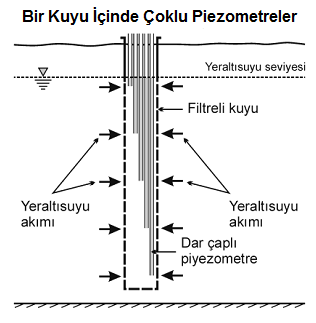 Bir Kuyu İçinde Çoklu Piezometreler
Yeraltısuyu seviyesi
Filtreli kuyu
Yeraltısuyu
akımı
Yeraltısuyu
akımı
Dar çaplı
piyezometre